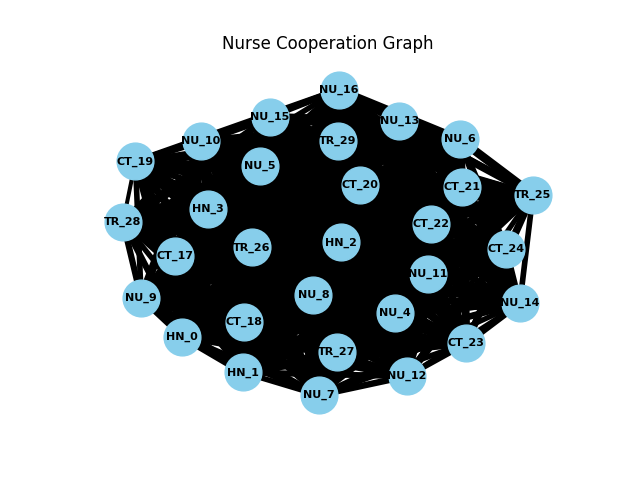 Nurse Cooperation Graph
NU_16
NU_15
NU_13
NU_10
TR_29
NU_6
CT_19
NU_5
CT_20
CT_21
TR_25
HN_3
TR_28
CT_22
TR_26
HN_2
CT_24
CT_17
NU_11
NU_9
NU_8
NU_14
NU_4
CT_18
HN_0
CT_23
TR_27
HN_1
NU_12
NU_7